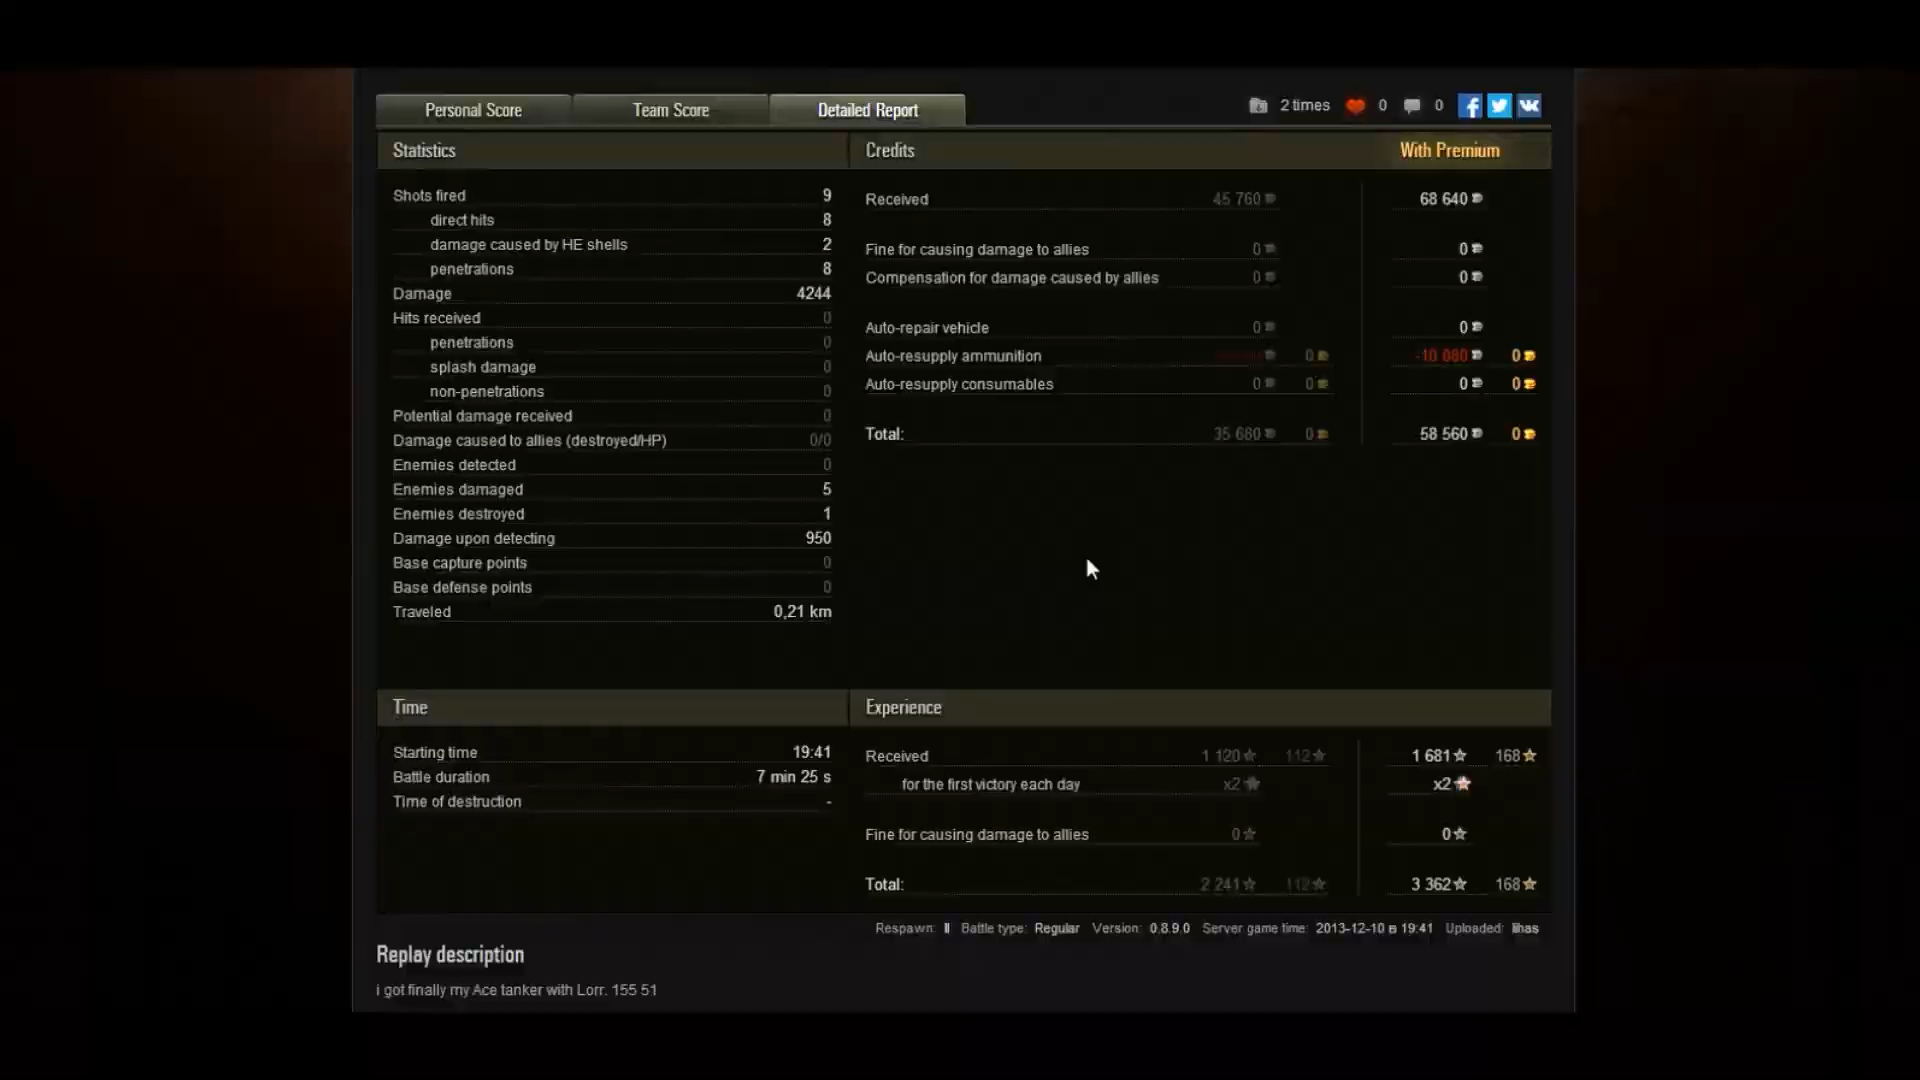 Personal Score Team Score Detailed Report 2 times 0 0
Statistics Credits With Premium
Shots fired 9
direct hits 8
damage caused by HE shells 2
penetrations 8
Damage 4244
Hits received 0
penetrations 0
splash damage 0
non-penetrations 0
Potential damage received 0
Damage caused to allies (destroyed/HP) 0/0
Enemies detected 0
Enemies damaged 5
Enemies destroyed 1
Damage upon detecting 950
Base capture points 0
Base defense points 0
Traveled 0,21 km
Received 45 760 68 640
Fine for causing damage to allies 0 0
Compensation for damage caused by allies 0 0
Auto-repair vehicle 0 0
Auto-resupply ammunition 0 -10 080 0
Auto-resupply consumables 0 0 0 0
Total: 35 680 0 58 560 0
Time Experience
Starting time 19:41
Battle duration 7 min 25 s
Time of destruction -
Received 1 120 112 1 681 168
for the first victory each day x2 x2
Fine for causing damage to allies 0 0
Total: 2 241 112 3 362 168
Respawn: II Battle type: Regular Version: 0.8.9.0 Server game time: 2013-12-10 в 19:41 Uploaded:
Replay description
i got finally my Ace tanker with Lorr. 155 51